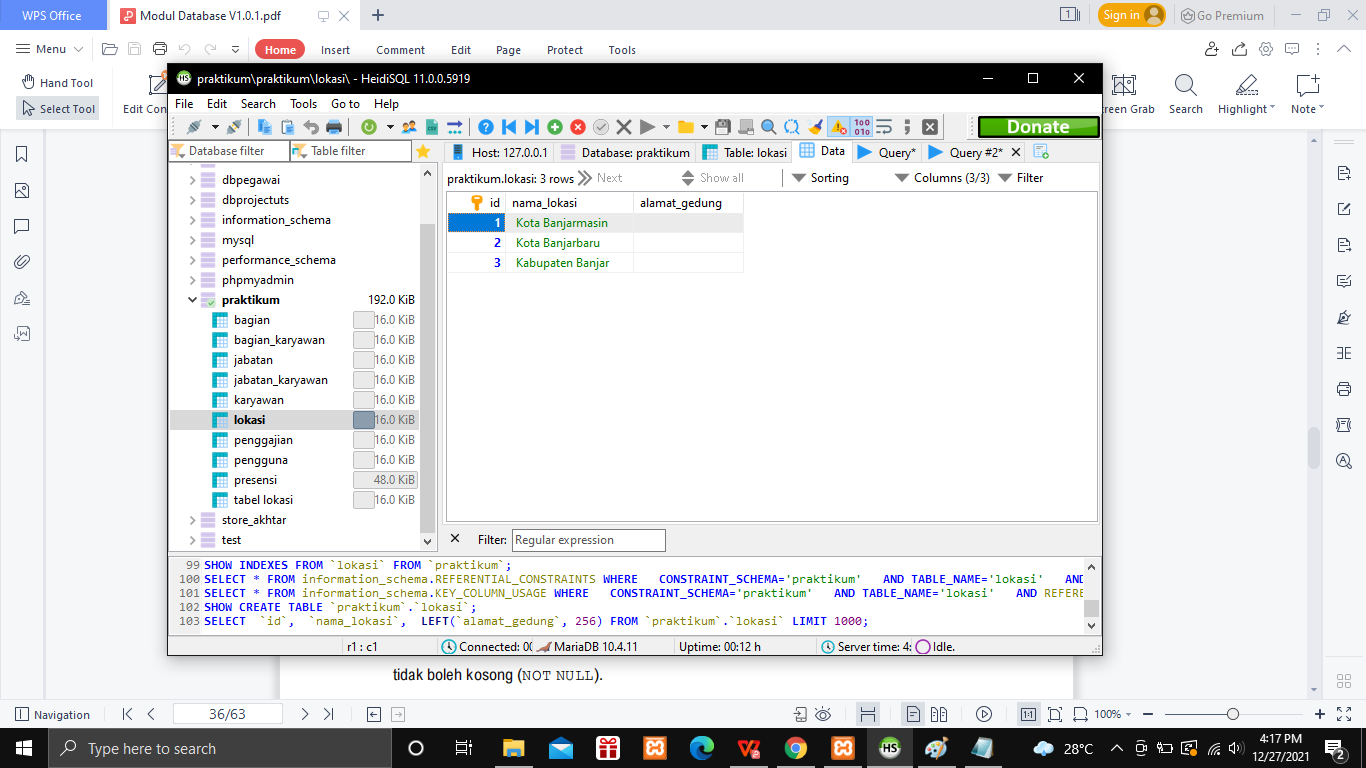 WPS Office
Modul Database V1.0.1.pdf
1
Sign in
Go Premium
Menu
Home
Insert
Comment
Edit
Page
Protect
Tools
Hand Tool
Select Tool
Edit Con
reen Grab
Search
Highlight
Note
HS
praktikum\praktikum\lokasi\ - HeidiSQL 11.0.0.5919
File Edit Search Tools Go to Help
Donate
Database filter
Table filter
Host: 127.0.0.1
Database: praktikum
Table: lokasi
Data
Query*
Query #2*
praktikum.lokasi: 3 rows
Next
Show all
Sorting
Columns (3/3)
Filter
id nama_lokasi alamat_gedung
1 Kota Banjarmasin
2 Kota Banjarbaru
3 Kabupaten Banjar
dbpegawai
dbprojectuts
information_schema
mysql
performance_schema
phpmyadmin
praktikum 192.0 KiB
bagian 16.0 KiB
bagian_karyawan 16.0 KiB
jabatan 16.0 KiB
jabatan_karyawan 16.0 KiB
karyawan 16.0 KiB
lokasi 16.0 KiB
penggajian 16.0 KiB
pengguna 16.0 KiB
presensi 48.0 KiB
tabel lokasi 16.0 KiB
store_akhtar
test
Filter: Regular expression
99 SHOW INDEXES FROM `lokasi` FROM `praktikum`;
100 SELECT * FROM information_schema.REFERENTIAL_CONSTRAINTS WHERE CONSTRAINT_SCHEMA='praktikum' AND TABLE_NAME='lokasi' AND
101 SELECT * FROM information_schema.KEY_COLUMN_USAGE WHERE CONSTRAINT_SCHEMA='praktikum' AND TABLE_NAME='lokasi' AND REFERE
102 SHOW CREATE TABLE `praktikum`.`lokasi`;
103 SELECT `id`, `nama_lokasi`, LEFT(`alamat_gedung`, 256) FROM `praktikum`.`lokasi` LIMIT 1000;
r1 : c1
Connected: 00
MariaDB 10.4.11
Uptime: 00:12 h
Server time: 4:
Idle.
tidak boleh kosong (NOT NULL).
Navigation
36/63
1:1
100%
Type here to search
HS
28°C
4:17 PM
12/27/2021
2